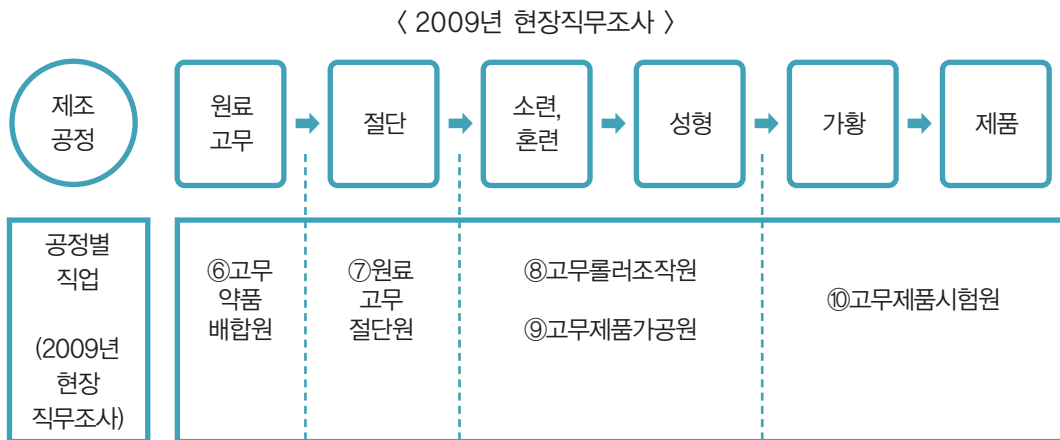 〈 2009년 현장직무조사 〉
제조
공정
원료
고무
절단
소련,
혼련
성형
가황
제품
공정별
직업
(2009년
현장
직무조사)
⑥고무
약품
배합원
⑦원료
고무
절단원
⑧고무롤러조작원
⑨고무제품가공원
⑩고무제품시험원